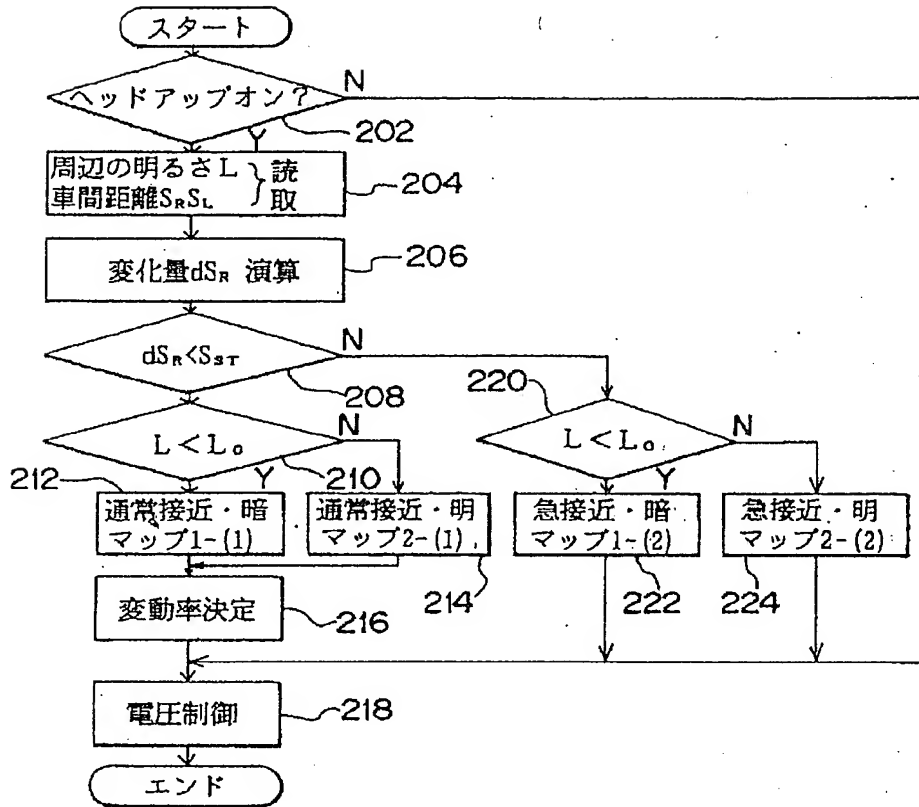 スタート
ヘッドアップオン？
N
Y
202
周辺の明るさL
車間距離SRSL
読取
204
変化量dSR 演算
206
dSR<SST
N
208
220
L<L0
N
L<L0
N
212
210
Y
Y
通常接近・暗
マップ1-(1)
通常接近・明
マップ2-(1)
急接近・暗
マップ1-(2)
急接近・明
マップ2-(2)
変動率決定
216
214
222
224
電圧制御
218
エンド